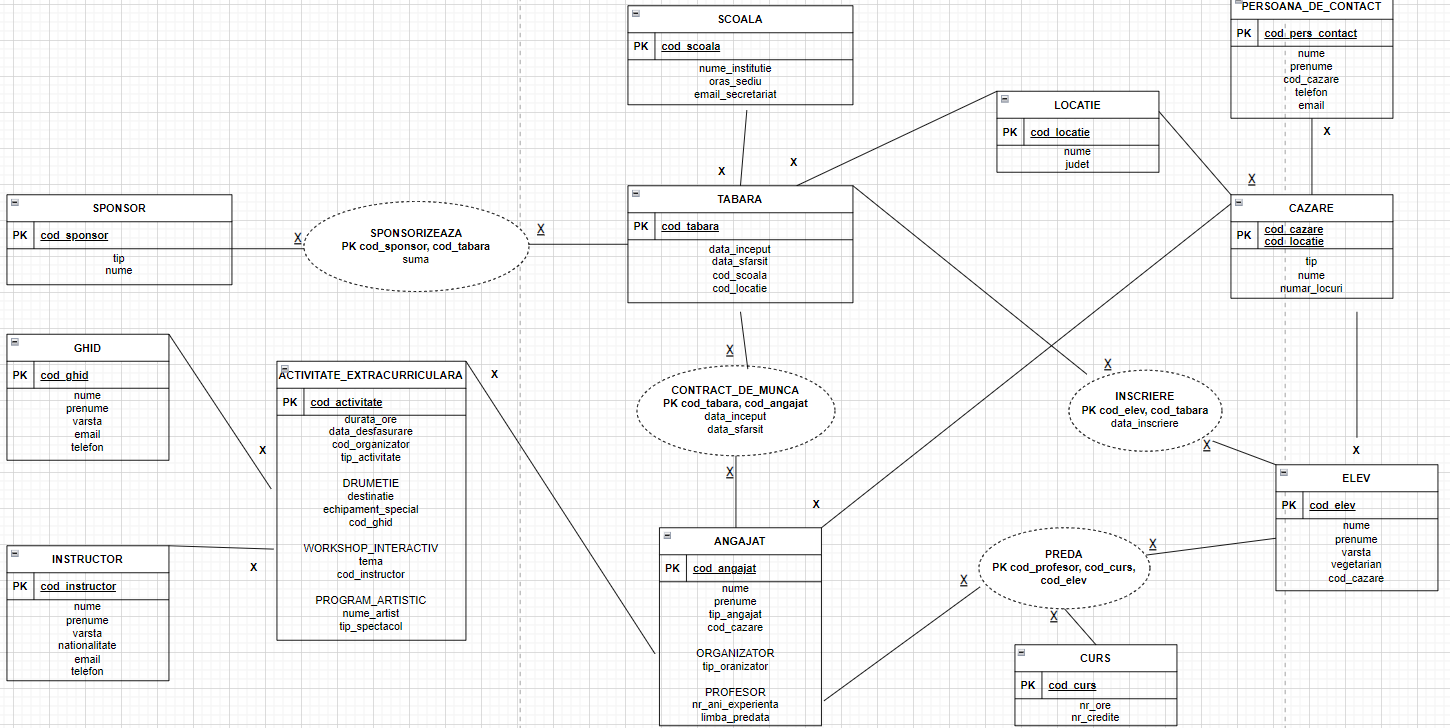 SCOALA
PK cod_scoala
nume_institutie
oras_sediu
email_secretariat
PERSOANA_DE_CONTACT
PK cod_pers_contact
nume
prenume
cod_cazare
telefon
email
X
LOCATIE
PK cod_locatie
nume
judet
X
X
X
SPONSOR
PK cod_sponsor
tip
nume
X
SPONSORIZEAZA
PK cod_sponsor, cod_tabara
suma
X
TABARA
PK cod_tabara
data_inceput
data_sfarsit
cod_scoala
cod_locatie
CAZARE
PK cod_cazare
cod_locatie
tip
nume
numar_locuri
GHID
PK cod_ghid
nume
prenume
varsta
email
telefon
X
ACTIVITATE_EXTRACURRICULARA
PK cod_activitate
durata_ore
data_desfasurare
cod_organizator
tip_activitate
DRUMETIE
destinatie
echipament_special
cod_ghid
WORKSHOP_INTERACTIV
tema
cod_instructor
PROGRAM_ARTISTIC
nume_artist
tip_spectacol
X
X
CONTRACT_DE_MUNCA
PK cod_tabara, cod_angajat
data_inceput
data_sfarsit
X
X
INSCRIERE
PK cod_elev, cod_tabara
data_inscriere
X
X
INSTRUCTOR
PK cod_instructor
nume
prenume
varsta
nationalitate
email
telefon
X
X
ANGAJAT
PK cod_angajat
nume
prenume
tip_angajat
cod_cazare
ORGANIZATOR
tip_oranizator
PROFESOR
nr_ani_experienta
limba_predata
X
PREDA
PK cod_profesor, cod_curs,
cod_elev
X
X
ELEV
PK cod_elev
nume
prenume
varsta
vegetarian
cod_cazare
CURS
PK cod_curs
nr_ore
nr_credite